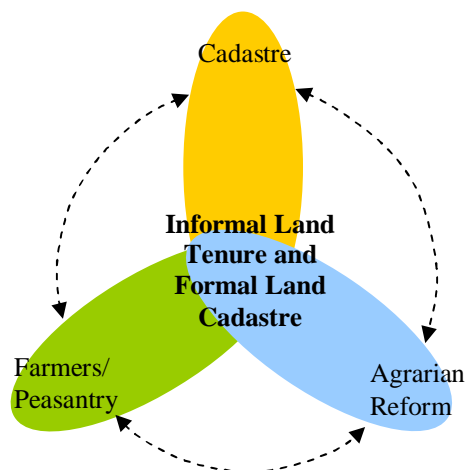 Cadastre
Informal Land
Tenure and
Formal Land
Cadastre
Farmers/
Peasantry
Agrarian
Reform